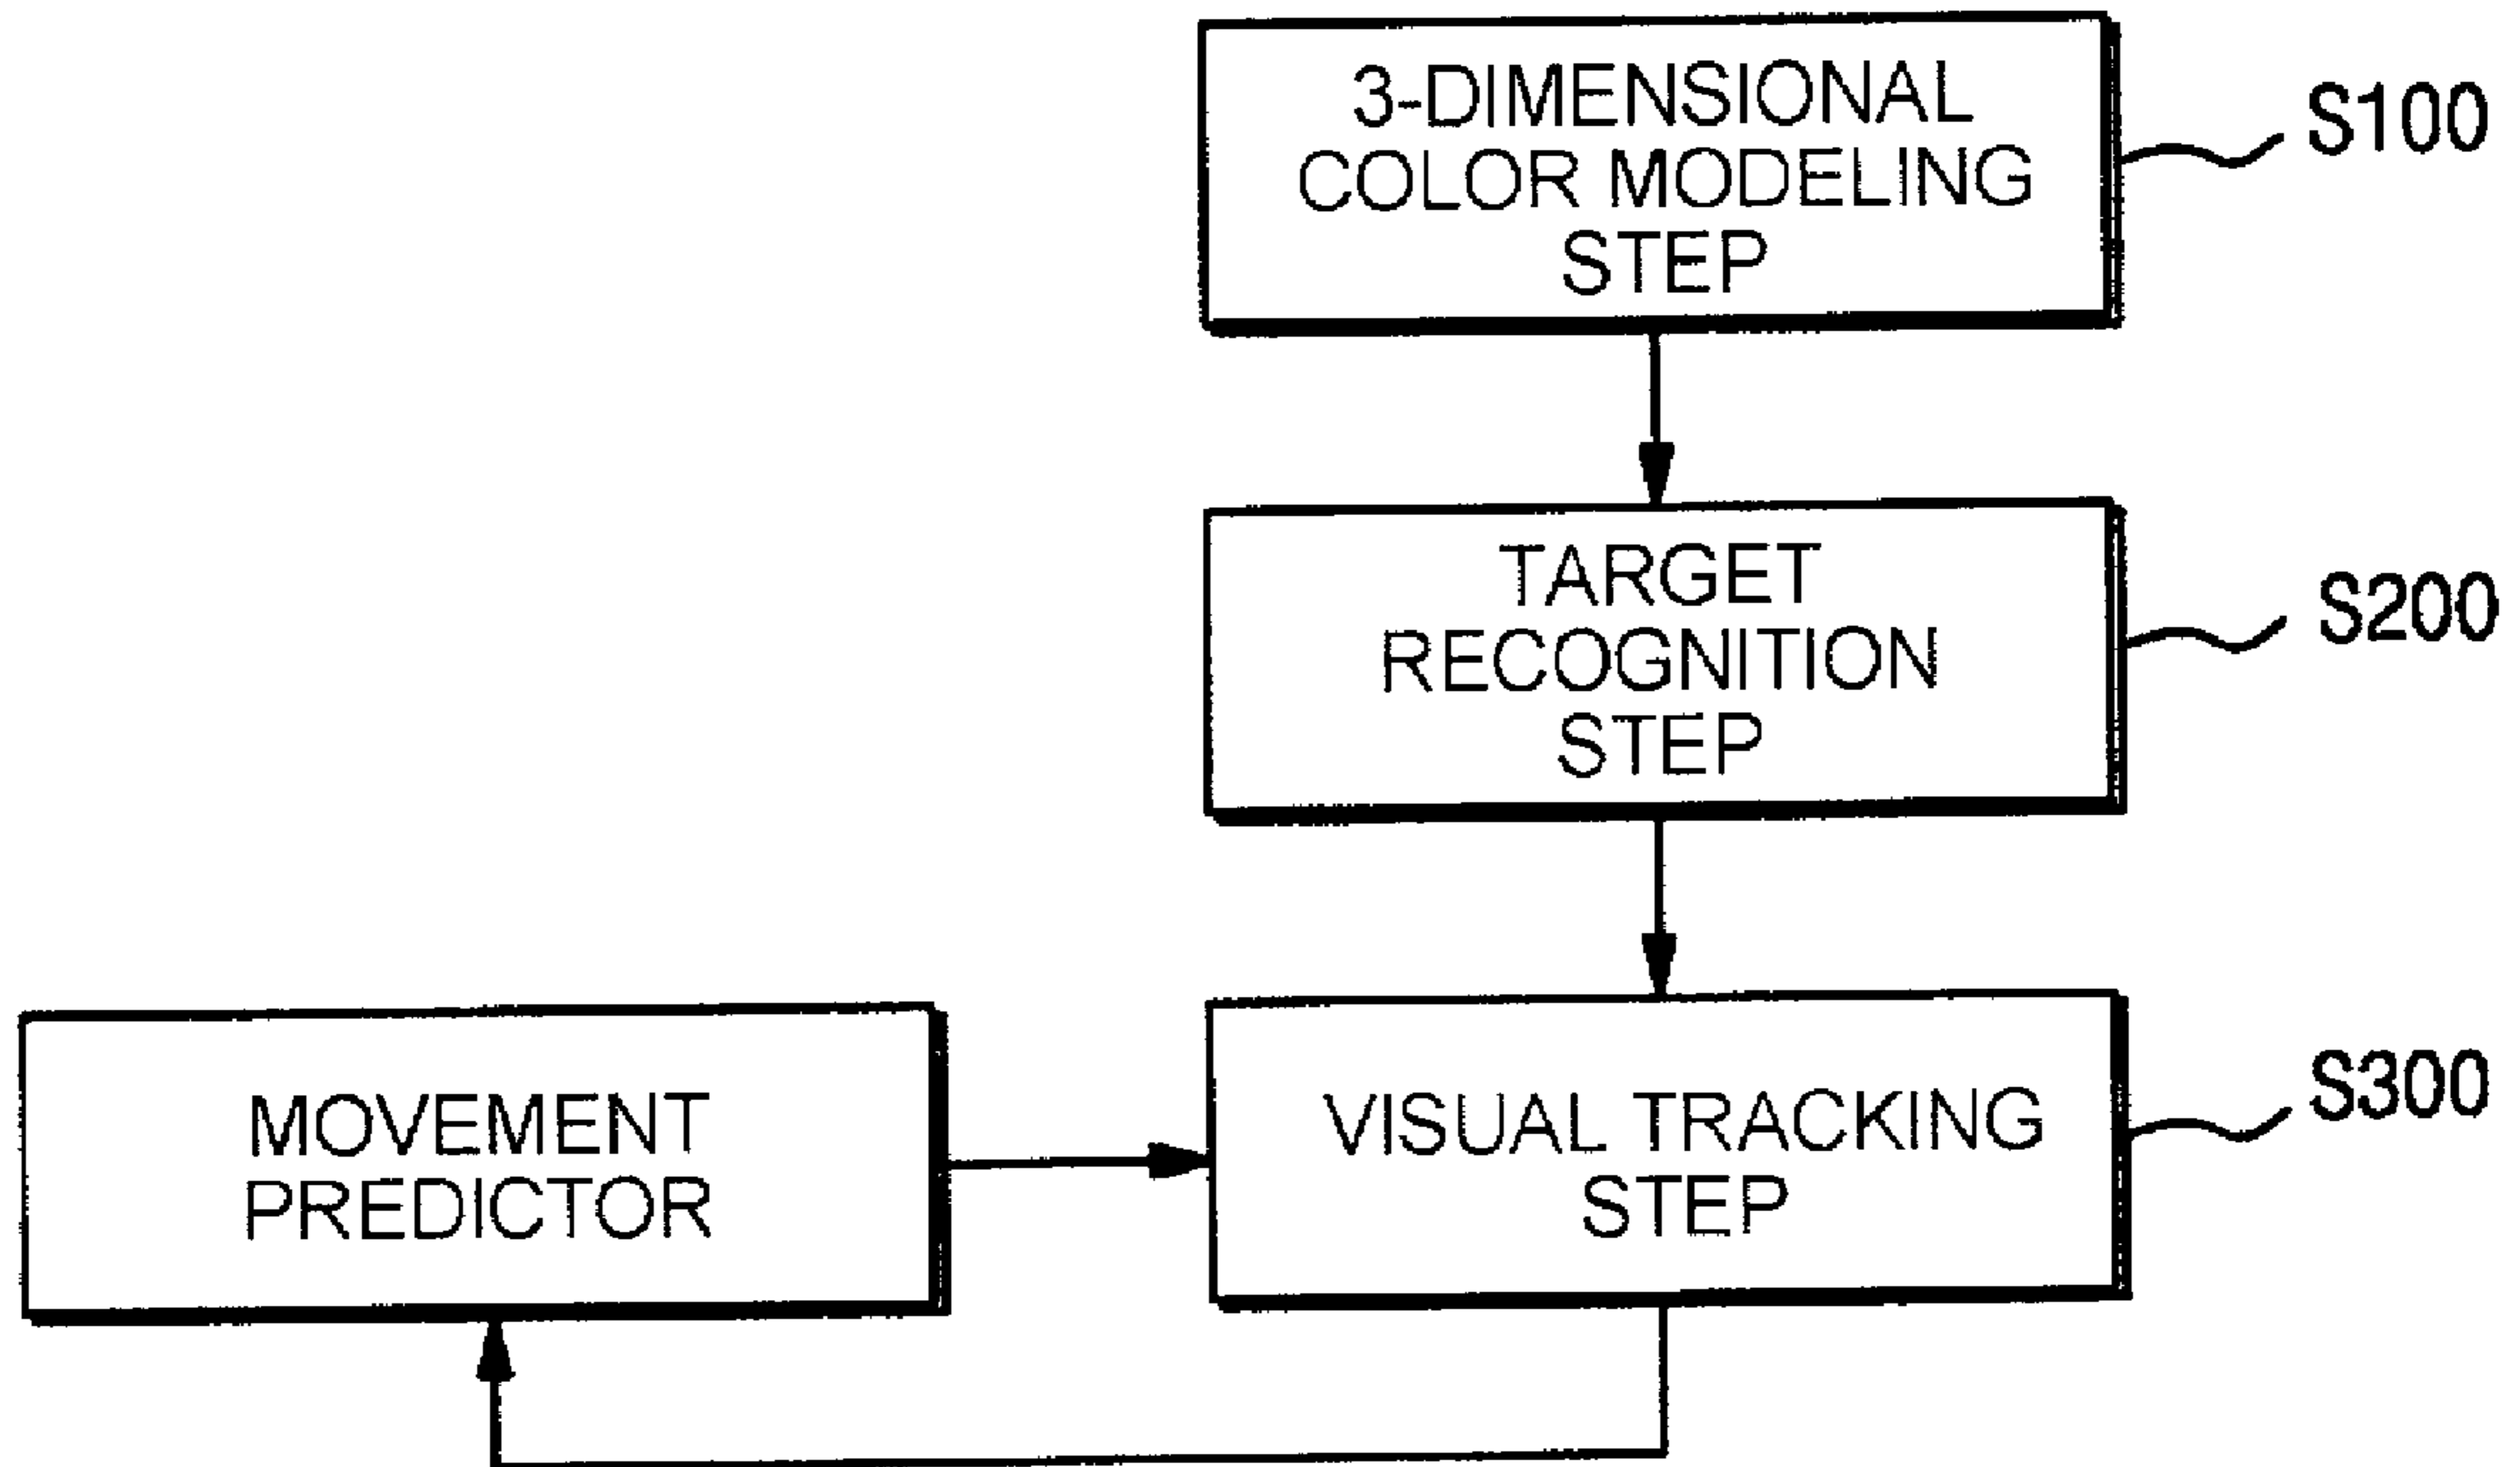 3-DIMENSIONAL
COLOR MODELING
STEP
S100
TARGET
RECOGNITION
STEP
S200
MOVEMENT
PREDICTOR
VISUAL TRACKING
STEP
S300